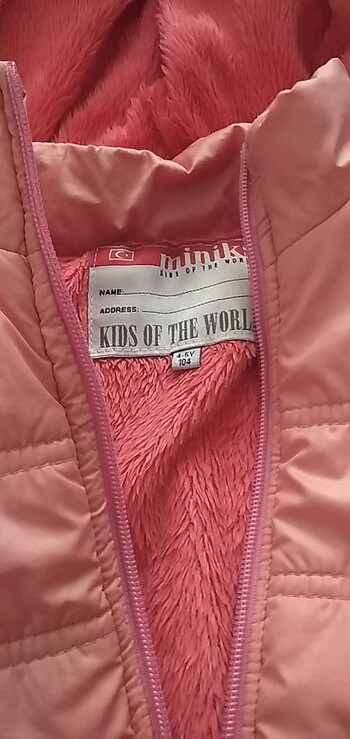 minik
KIDS OF THE WOR
NAME:
ADDRESS:
KIDS OF THE WORL
4-5Y
104